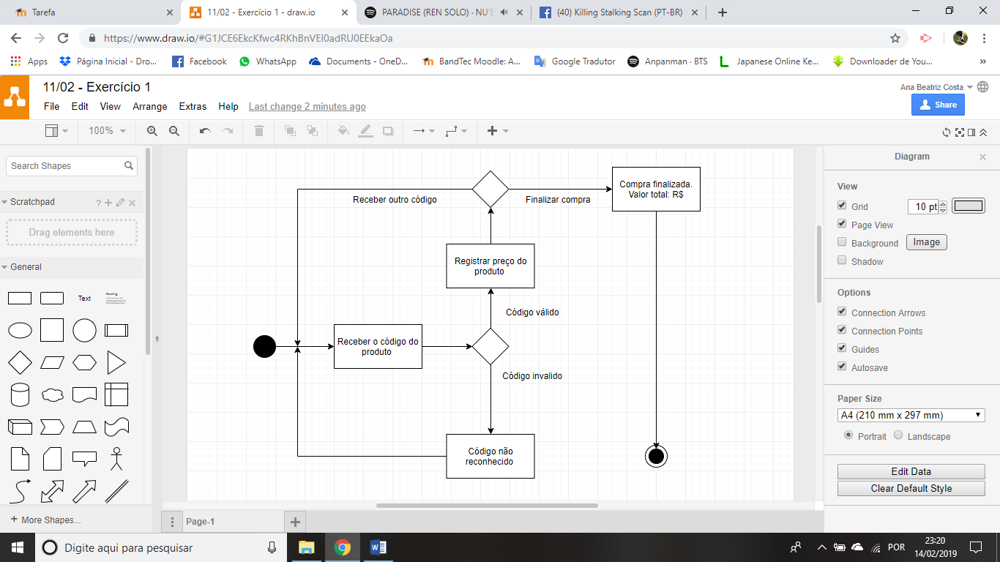 Tarefa
11/02 - Exercício 1 - draw.io
PARADISE (REN SOLO) · NU'E
(40) Killing Stalking Scan (PT-BR)
https://www.draw.io/#G1JCE6EkcKfwc4RKhBnVEl0adRU0EEkaOa
Apps
Página Inicial - Dro...
Facebook
WhatsApp
Documents - OneD...
BandTec Moodle: A...
Google Tradutor
Anpanman · BTS
Japanese Online Ke...
Downloader de You...
»
11/02 - Exercício 1
Ana Beatriz Costa
File Edit View Arrange Extras Help Last change 2 minutes ago
Share
100%
Search Shapes
Scratchpad
?
Drag elements here
General
Text
Heading
More Shapes...
Receber outro código
Finalizar compra
Compra finalizada.
Valor total: R$
Registrar preço do
produto
Código válido
Receber o código do
produto
Código invalido
Código não
reconhecido
Page-1
Diagram
View
Grid
10 pt
Page View
Background
Image
Shadow
Options
Connection Arrows
Connection Points
Guides
Autosave
Paper Size
A4 (210 mm x 297 mm)
Portrait
Landscape
Edit Data
Clear Default Style
Digite aqui para pesquisar
POR
23:20
14/02/2019